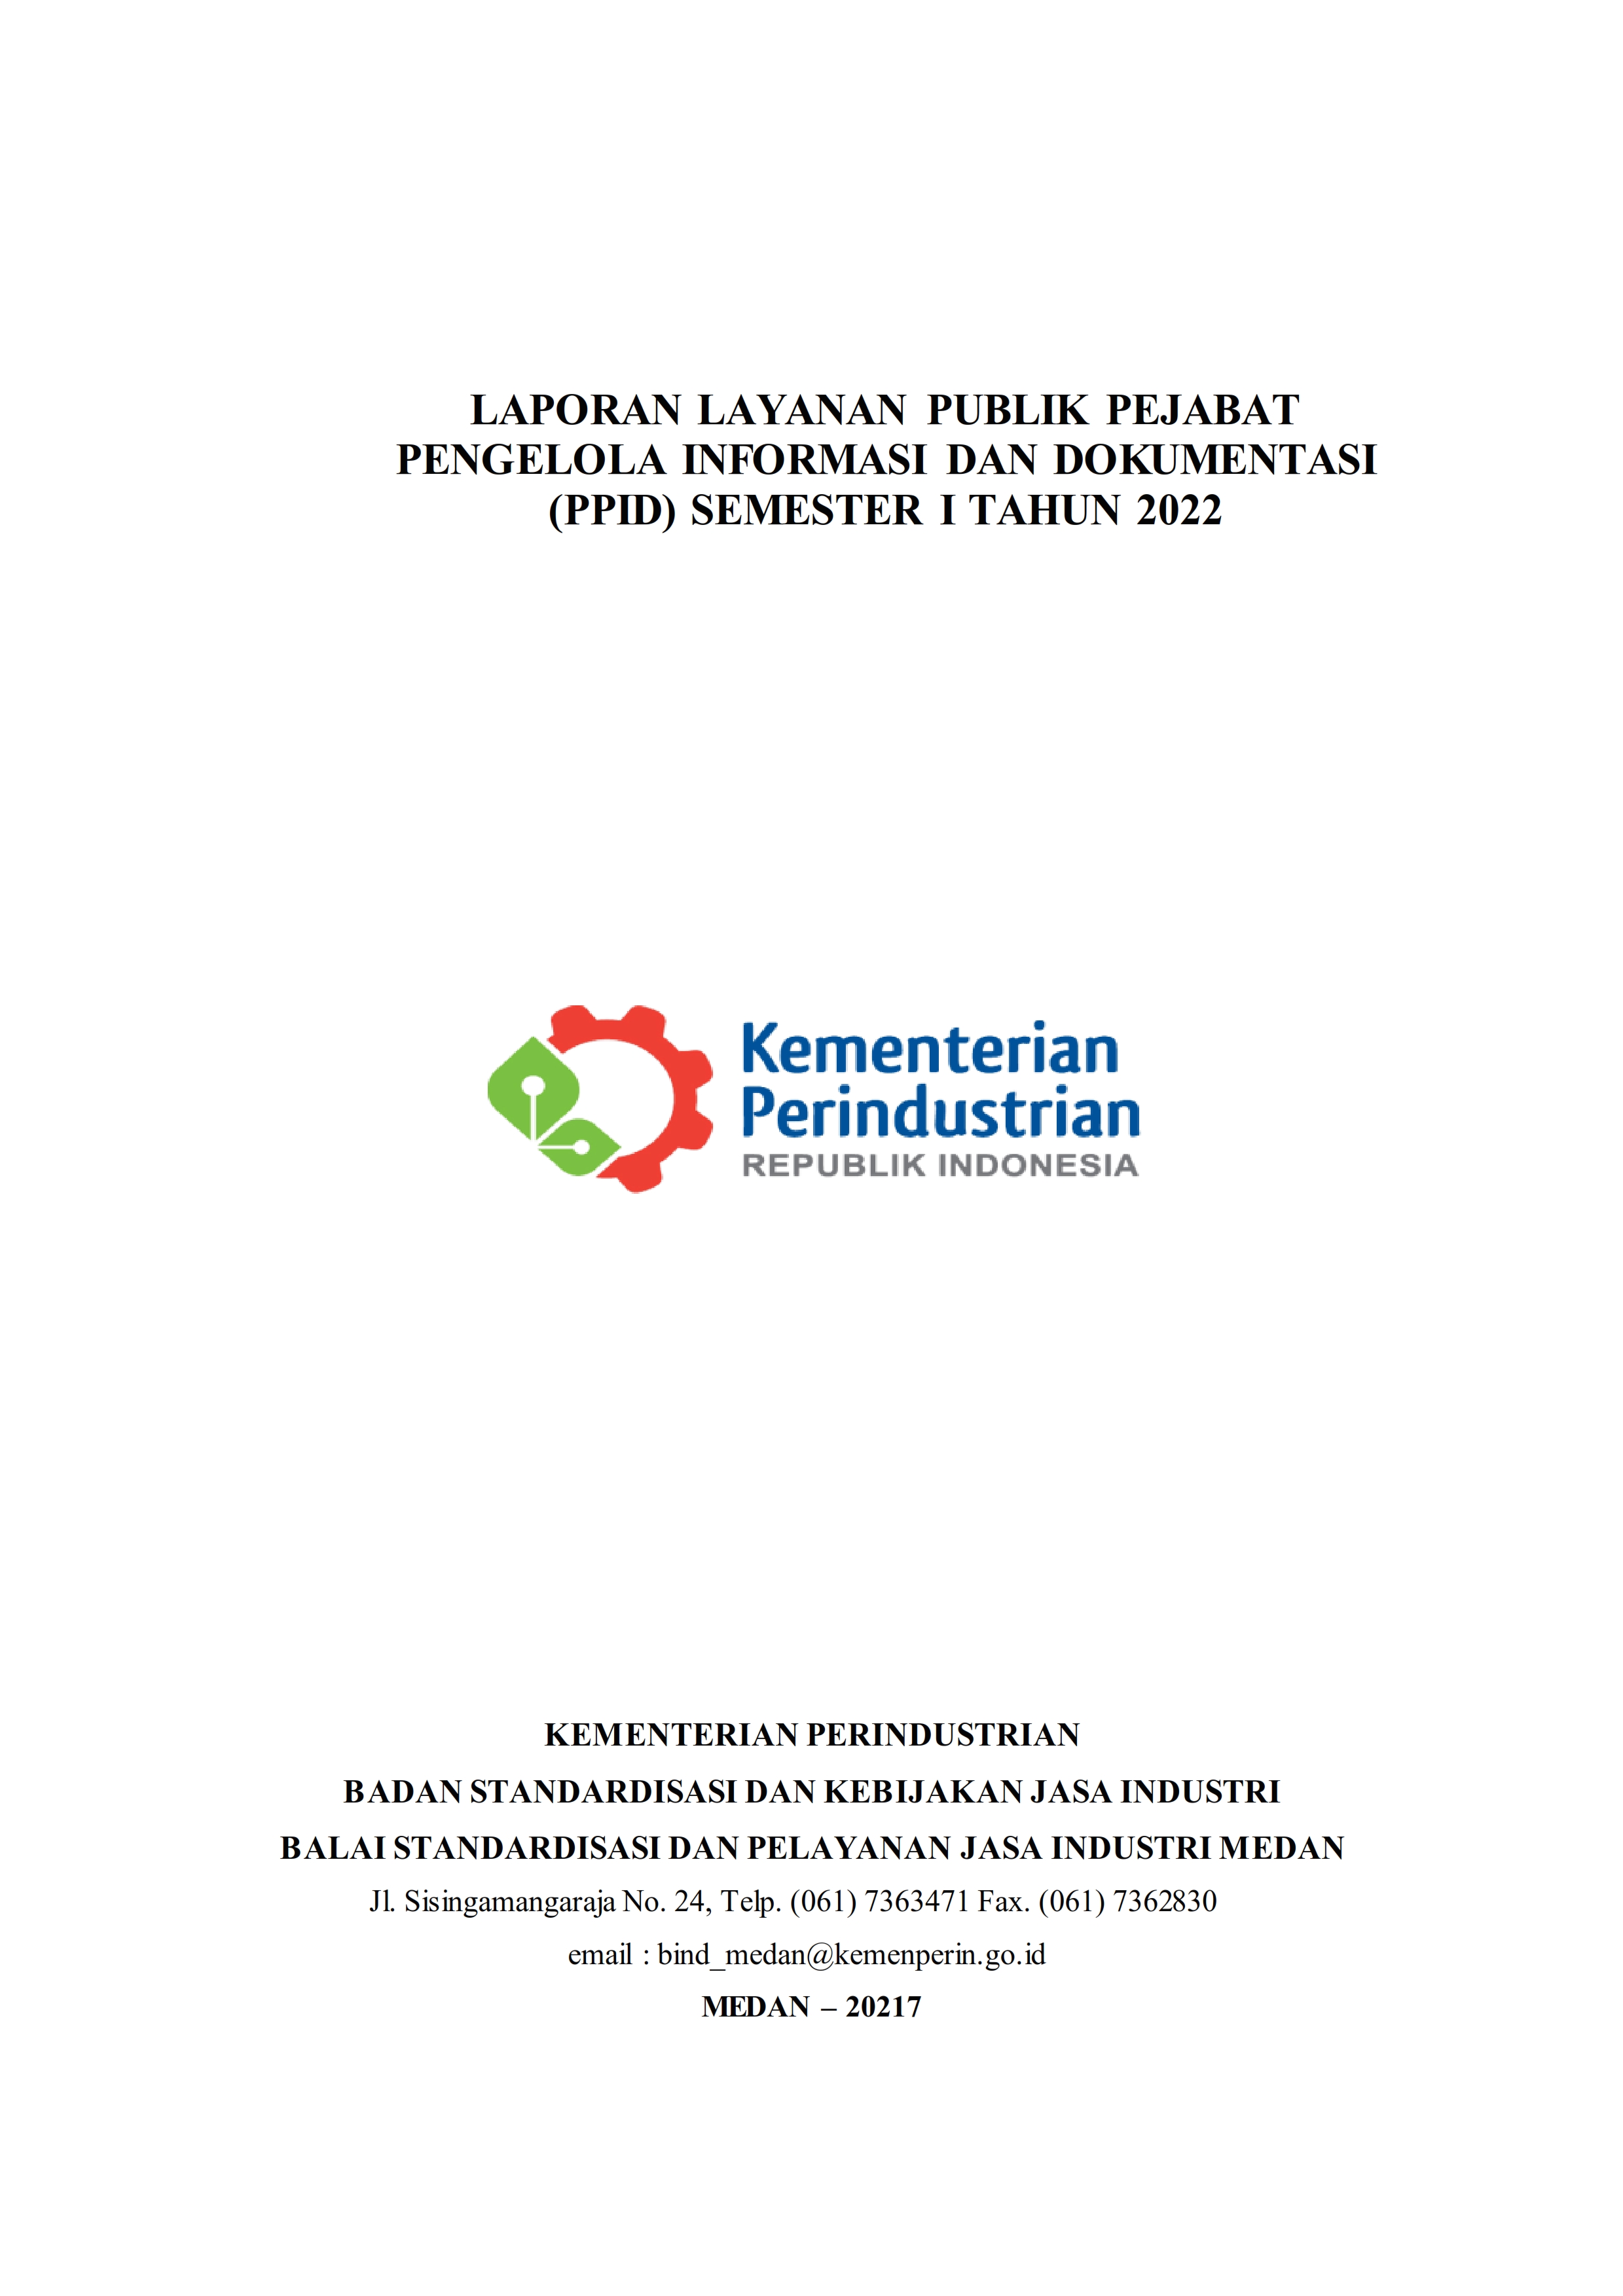 LAPORAN LAYANAN PUBLIK PEJABAT
PENGELOLA INFORMASI DAN DOKUMENTASI
(PPID) SEMESTER I TAHUN 2022
Kementerian
Perindustrian
REPUBLIK INDONESIA
KEMENTERIAN PERINDUSTRIAN
BADAN STANDARDISASI DAN KEBIJAKAN JASA INDUSTRI
BALAI STANDARDISASI DAN PELAYANAN JASA INDUSTRI MEDAN
Jl. Sisingamangaraja No. 24, Telp. (061) 7363471 Fax. (061) 7362830
email : bind_medan@kemenperin.go.id
MEDAN – 20217